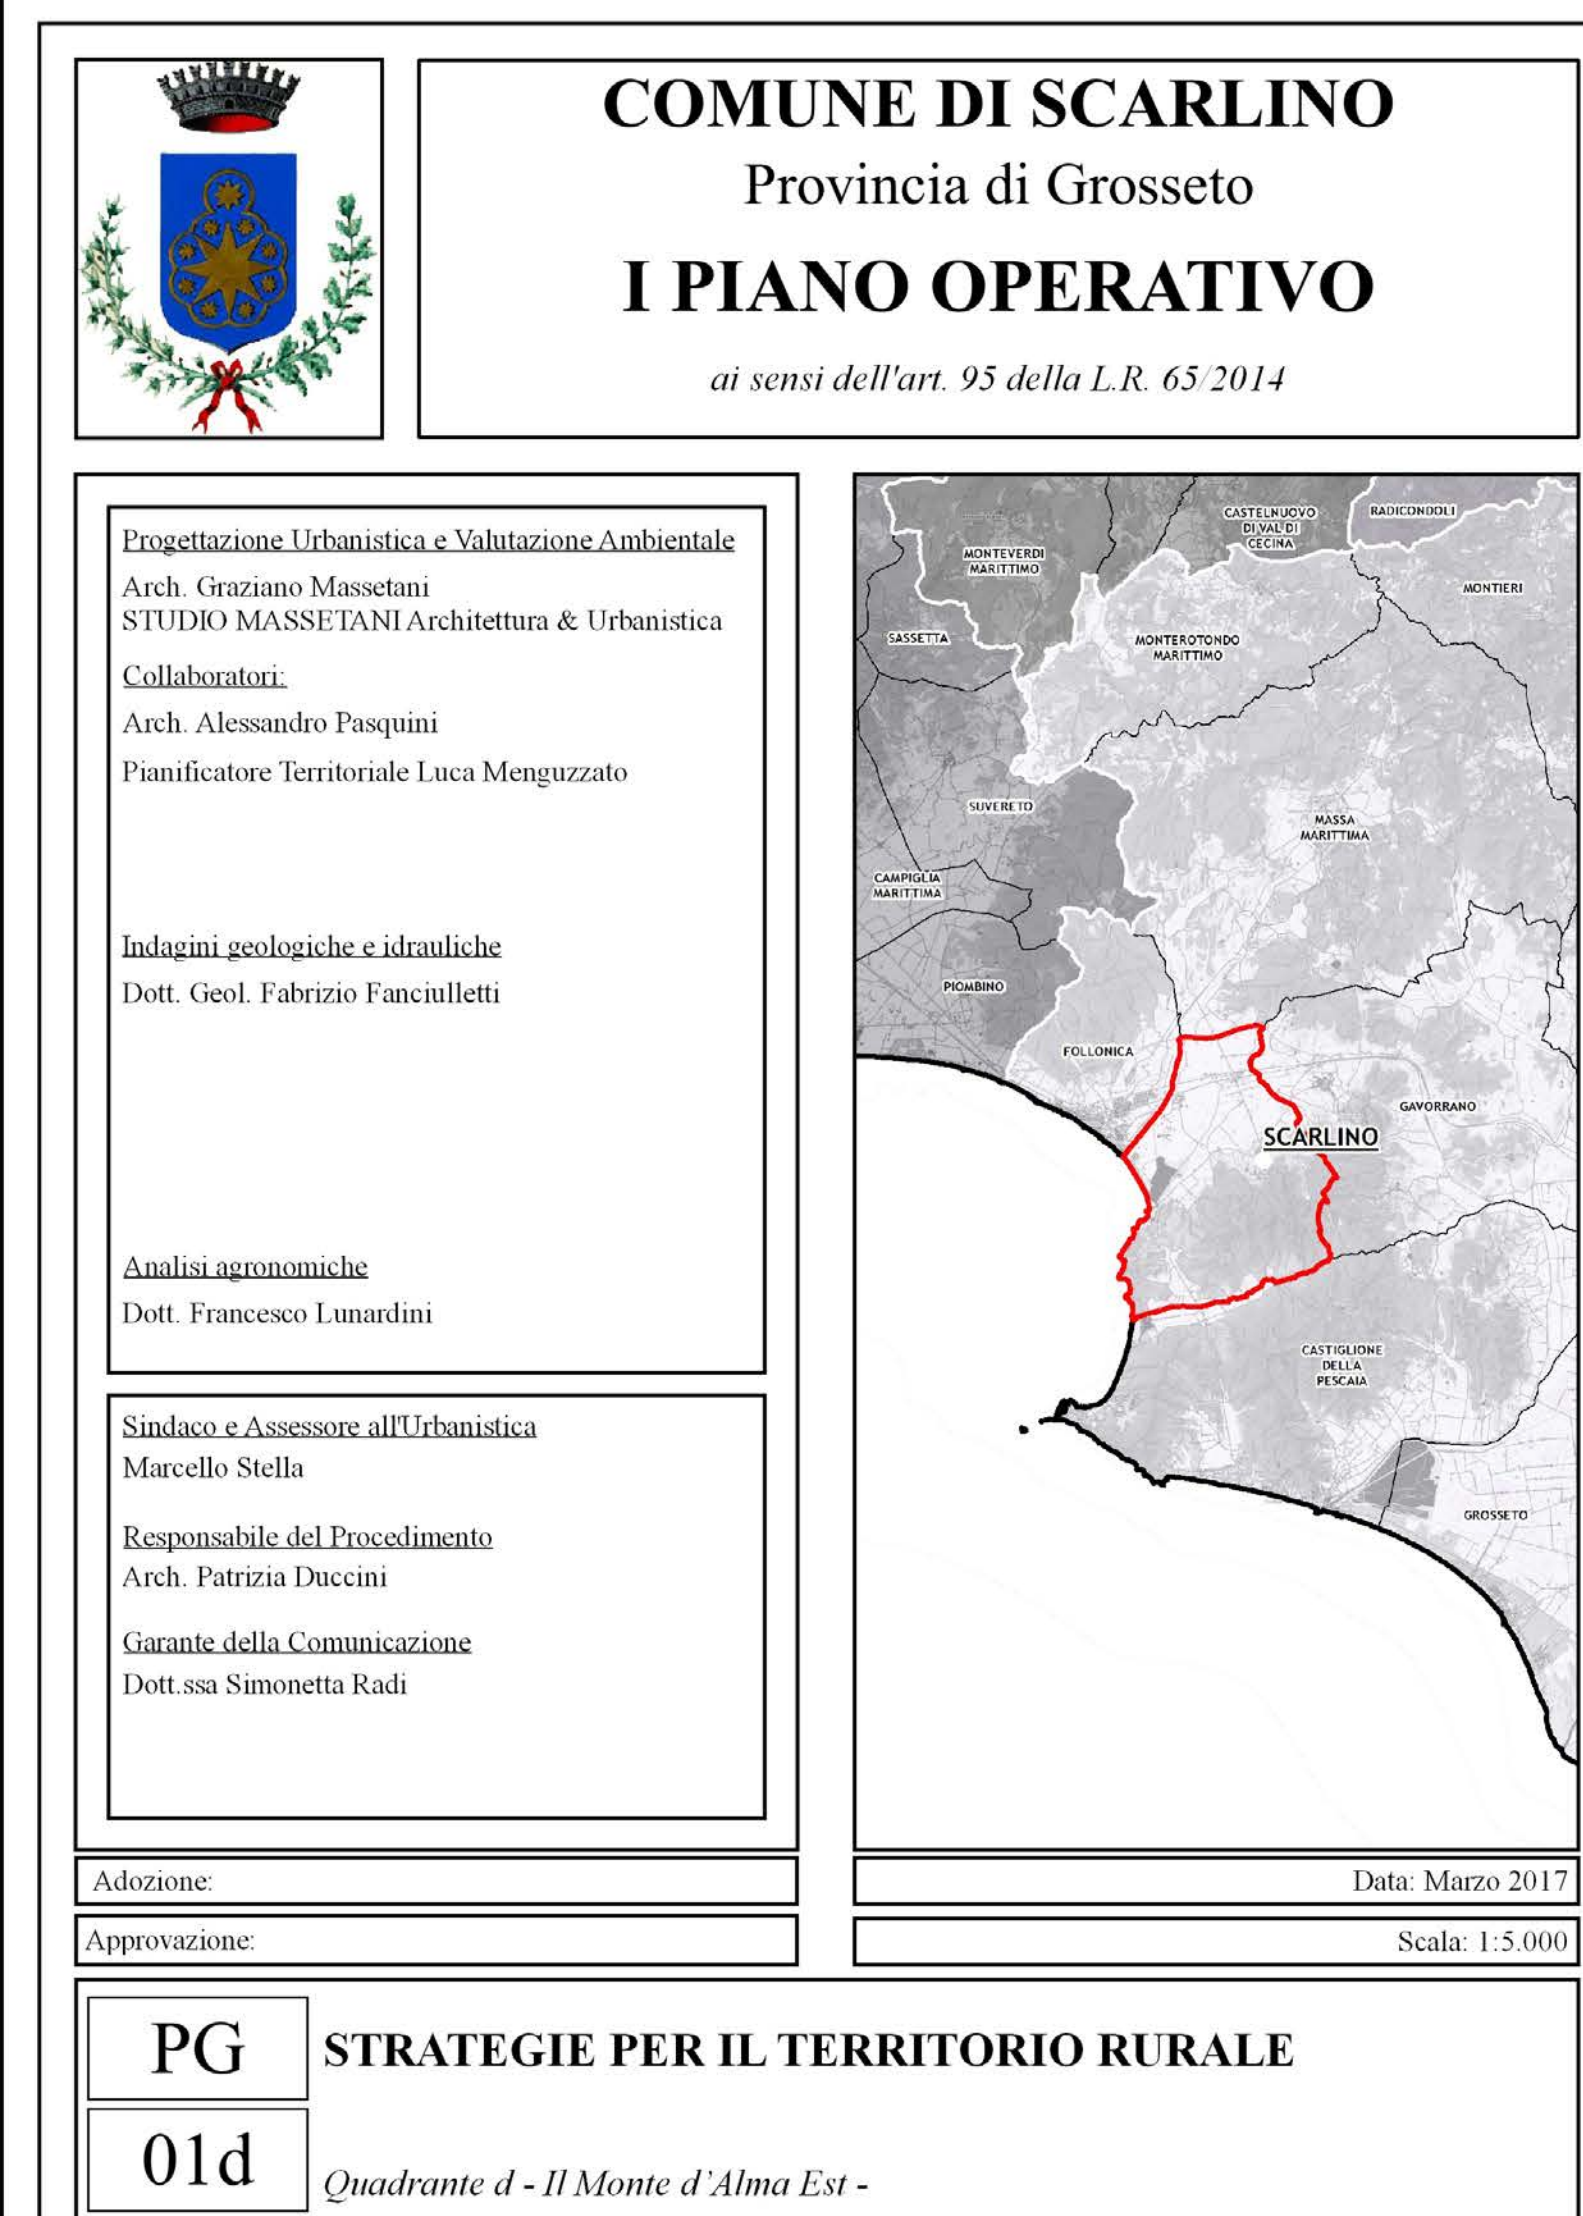 COMUNE DI SCARLINO
Provincia di Grosseto
I PIANO OPERATIVO
ai sensi dell'art. 95 della L.R. 65/2014
Progettazione Urbanistica e Valutazione Ambientale
Arch. Graziano Massetani
STUDIO MASSETANI Architettura & Urbanistica
Collaboratori:
Arch. Alessandro Pasquini
Pianificatore Territoriale Luca Menguzzato
Indagini geologiche e idrauliche
Dott. Geol. Fabrizio Fanciulletti
Analisi agronomiche
Dott. Francesco Lunardini
Sindaco e Assessore all'Urbanistica
Marcello Stella
Responsabile del Procedimento
Arch. Patrizia Duccini
Garante della Comunicazione
Dott.ssa Simonetta Radi
CASTELNUOVO
DI VAL DI
CECINA
RADICONDOLI
MONTEVERDI
MARITTIMO
MONTIERI
SASSETTA
MONTEROTONDO
MARITTIMO
SUVERETO
MASSA
MARITTIMA
CAMPIGLIA
MARITTIMA
PIOMBINO
FOLLONICA
GAVORRANO
SCARLINO
CASTIGLIONE
DELLA
PESCAIA
GROSSETO
Adozione:
Data: Marzo 2017
Approvazione:
Scala: 1:5.000
PG
STRATEGIE PER IL TERRITORIO RURALE
01d
Quadrante d - Il Monte d'Alma Est -